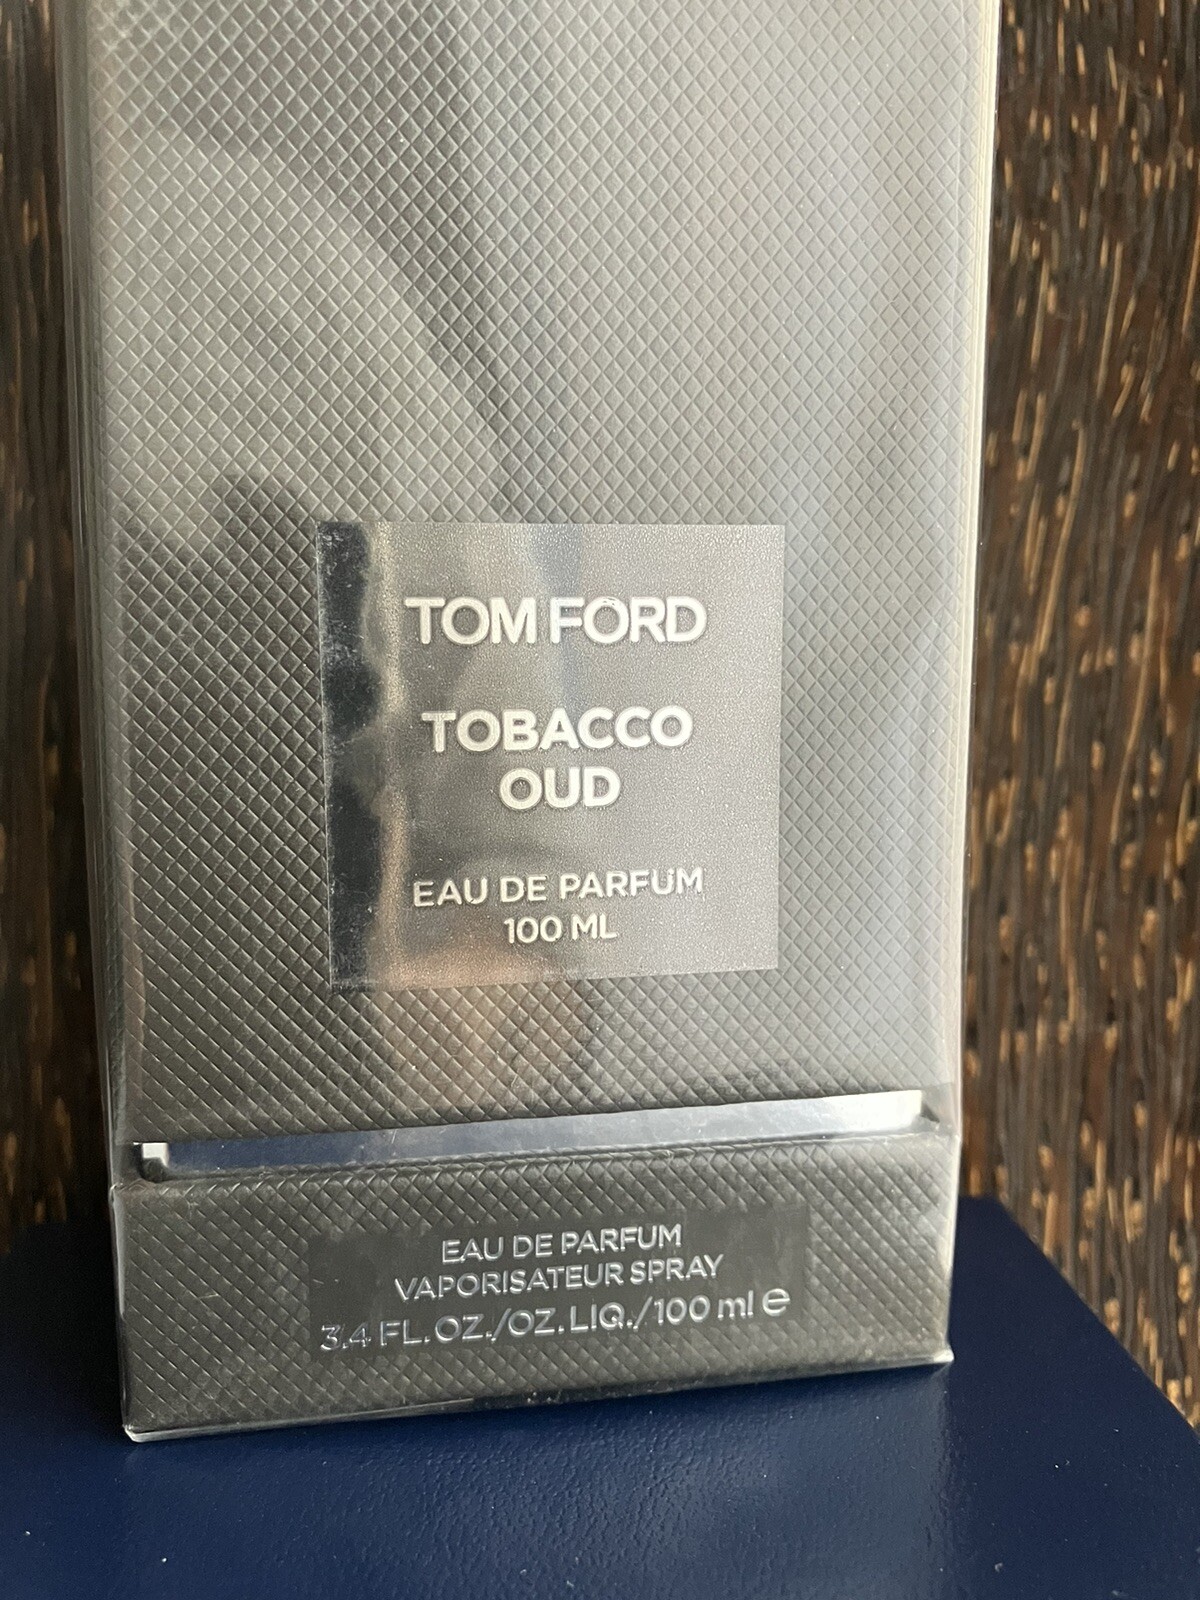 TOM FORD
TOBACCO
OUD
EAU DE PARFUM
100 ML
EAU DE PARFUM
VAPORISATEUR SPRAY
3.4 FL. OZ./OZ. LIQ./100 ml e